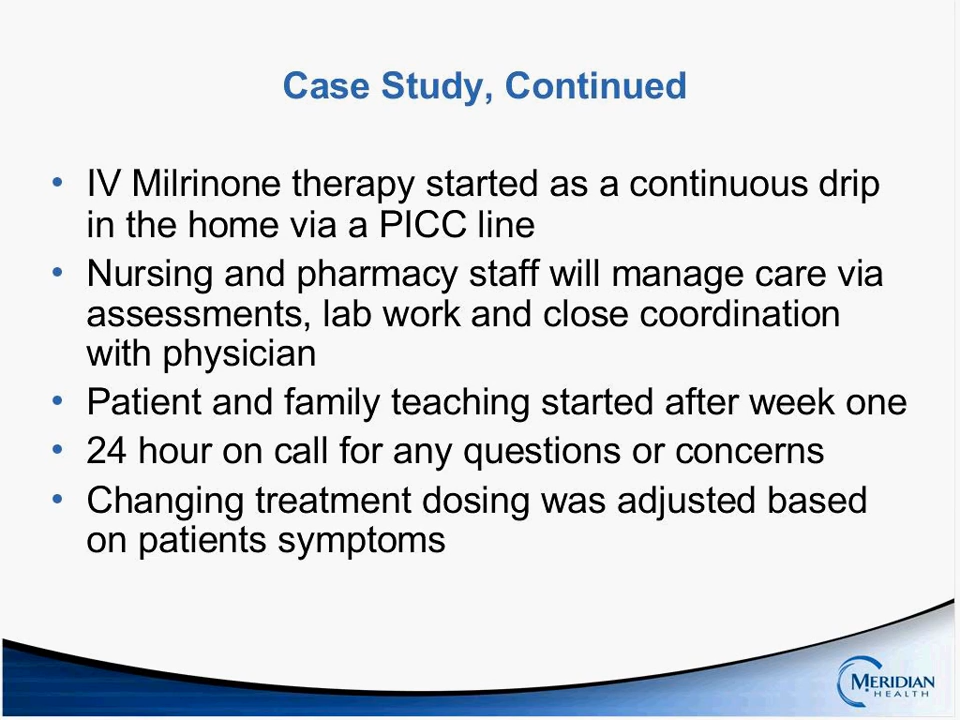 Case Study, Continued
• IV Milrinone therapy started as a continuous drip
in the home via a PICC line
• Nursing and pharmacy staff will manage care via
assessments, lab work and close coordination
with physician
• Patient and family teaching started after week one
• 24 hour on call for any questions or concerns
• Changing treatment dosing was adjusted based
on patients symptoms
MERIDIAN
HEALTH